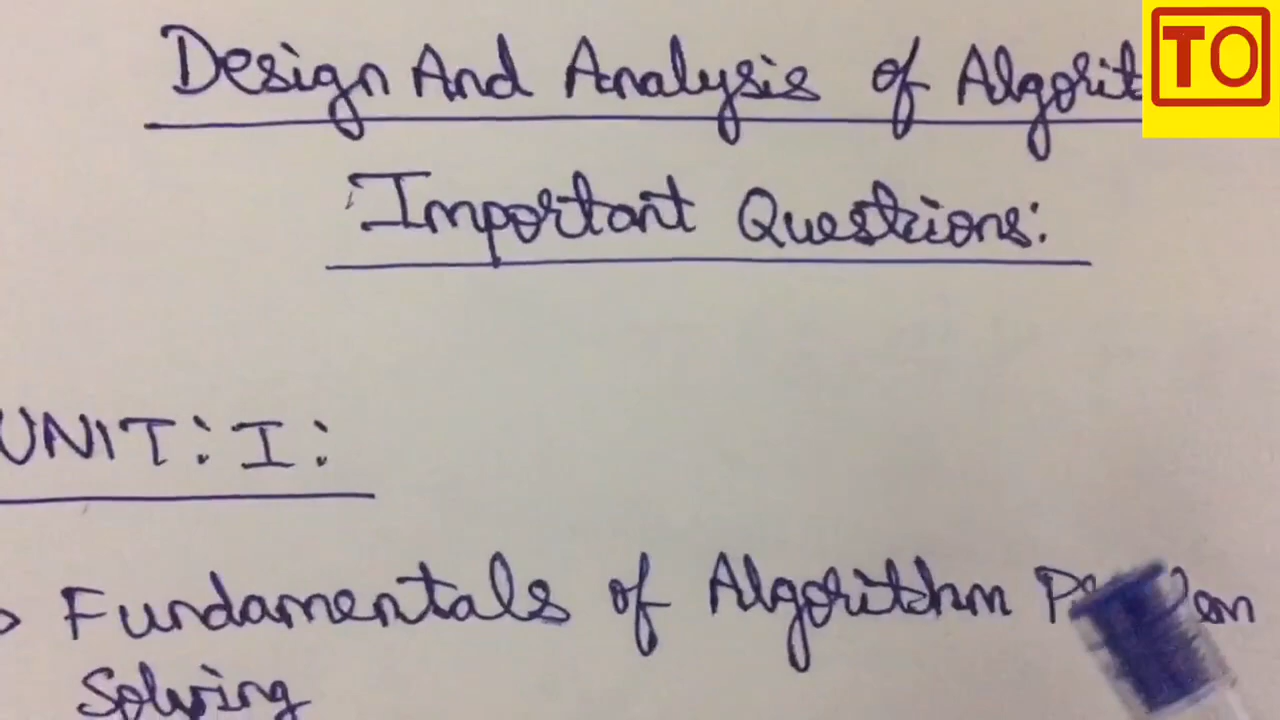 Design And Analysis of Algorit
TO
Important Questions:
UNIT: I:
Fundamentals of Algorithm
Solving